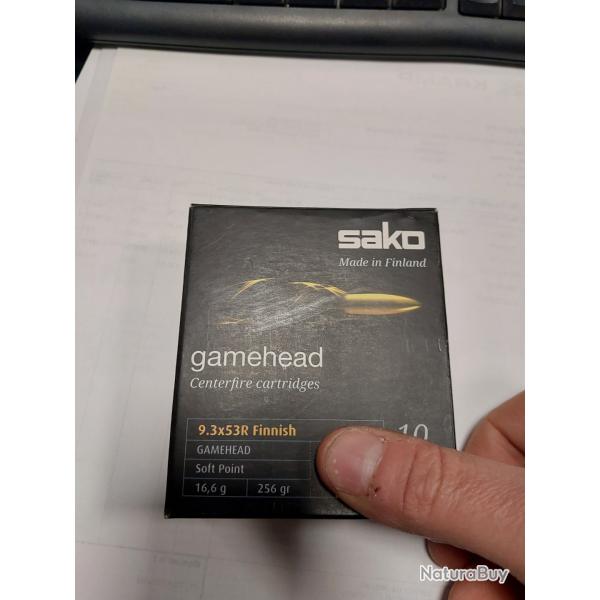 sako
Made in Finland
gamehead
Centerfire cartridges
9.3x53R Finnish
10
GAMEHEAD
Soft Point
16,6 g 256 gr
NaturaBuy